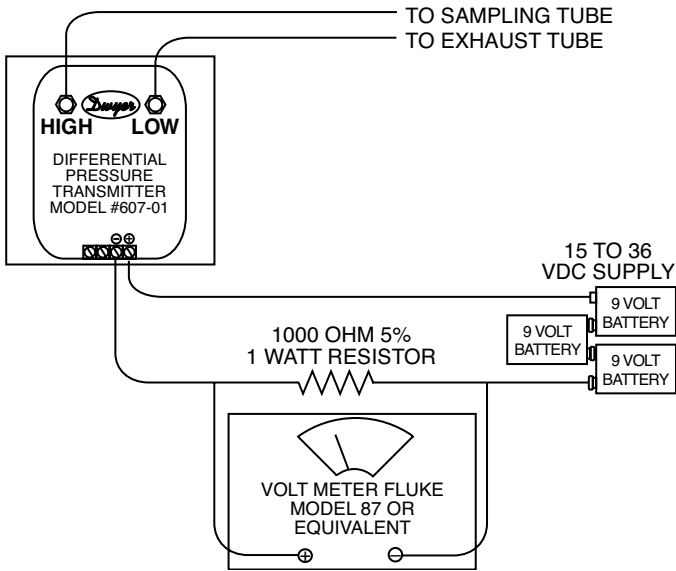 TO SAMPLING TUBE
TO EXHAUST TUBE
Dwyer
HIGH LOW
DIFFERENTIAL
PRESSURE
TRANSMITTER
MODEL #607-01
⊖ ⊕
15 TO 36
VDC SUPPLY
9 VOLT
BATTERY
9 VOLT
BATTERY
9 VOLT
BATTERY
1000 OHM 5%
1 WATT RESISTOR
VOLT METER FLUKE
MODEL 87 OR
EQUIVALENT
⊕ ⊖